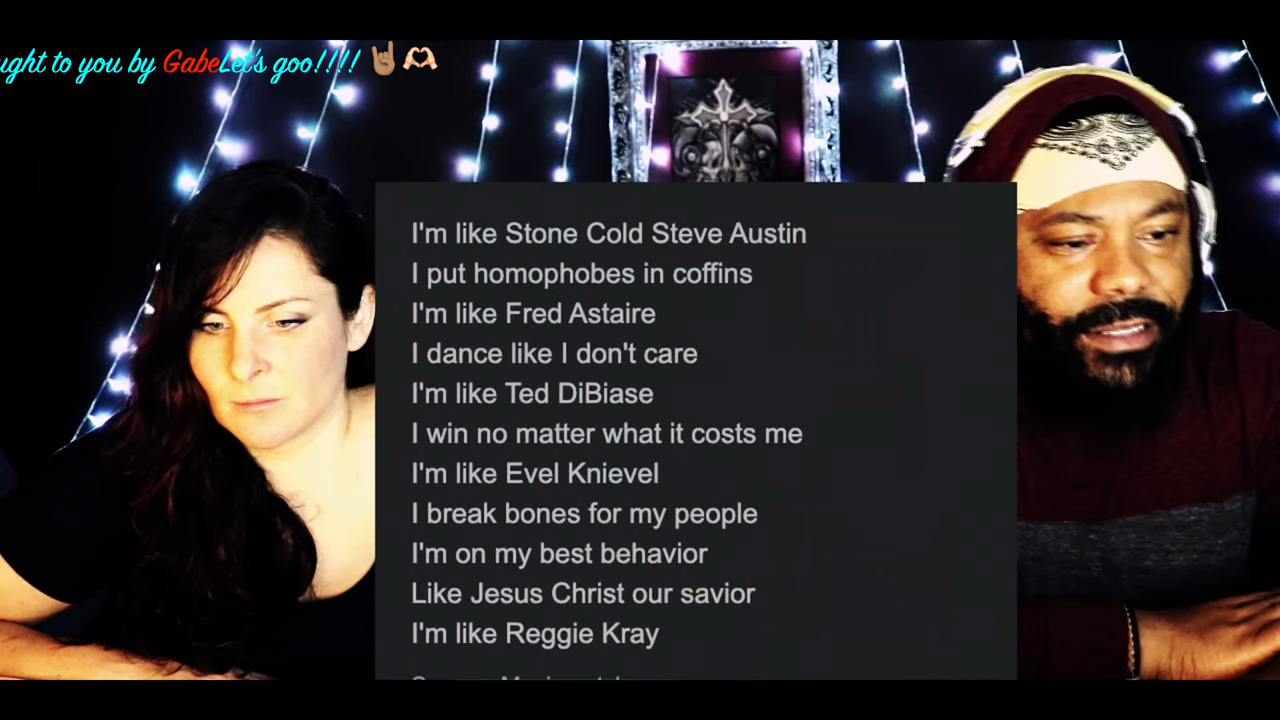 ught to you by GabeLet's goo!!!! 🤘🏼🫶🏼
I'm like Stone Cold Steve Austin
I put homophobes in coffins
I'm like Fred Astaire
I dance like I don't care
I'm like Ted DiBiase
I win no matter what it costs me
I'm like Evel Knievel
I break bones for my people
I'm on my best behavior
Like Jesus Christ our savior
I'm like Reggie Kray